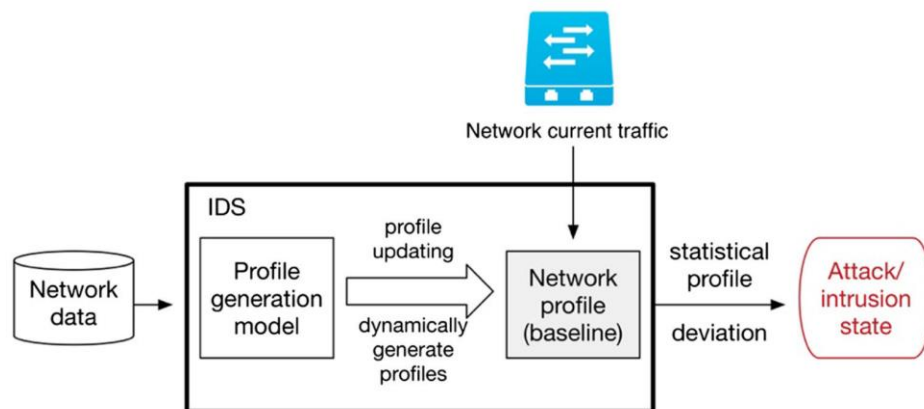 Network current traffic
IDS
profile
updating
statistical
profile
Network
data
Profile
generation
model
Network
profile
(baseline)
Attack/
intrusion
state
dynamically
generate
profiles
deviation